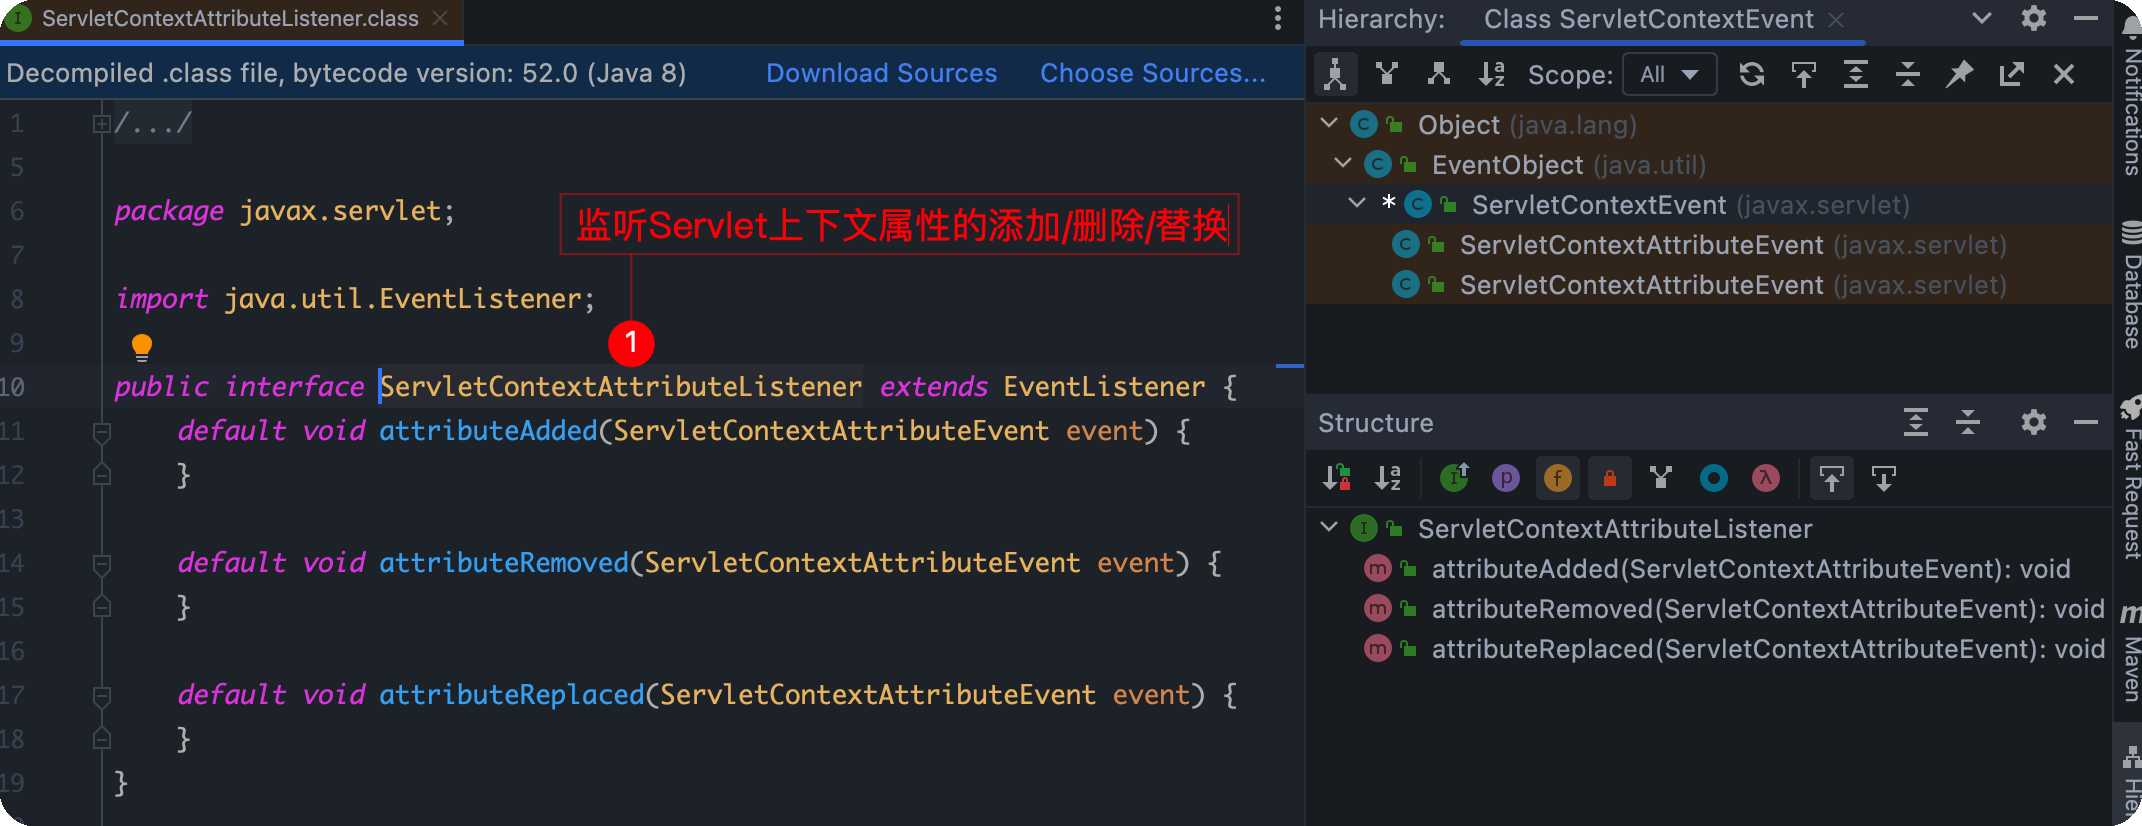 ServletContextAttributeListener.class
Decompiled .class file, bytecode version: 52.0 (Java 8) Download Sources Choose Sources...
1 /.../
5
6 package javax.servlet;
监听Servlet上下文属性的添加/删除/替换
7
8 import java.util.EventListener;
9
1
10 public interface ServletContextAttributeListener extends EventListener {
11 default void attributeAdded(ServletContextAttributeEvent event) {
12 }
13
14 default void attributeRemoved(ServletContextAttributeEvent event) {
15 }
16
17 default void attributeReplaced(ServletContextAttributeEvent event) {
18 }
19 }
Hierarchy: Class ServletContextEvent
Scope: All
Object (java.lang)
EventObject (java.util)
* ServletContextEvent (javax.servlet)
ServletContextAttributeEvent (javax.servlet)
ServletContextAttributeEvent (javax.servlet)
Structure
ServletContextAttributeListener
attributeAdded(ServletContextAttributeEvent): void
attributeRemoved(ServletContextAttributeEvent): void
attributeReplaced(ServletContextAttributeEvent): void
Notifications
Database
Fast Request
Maven